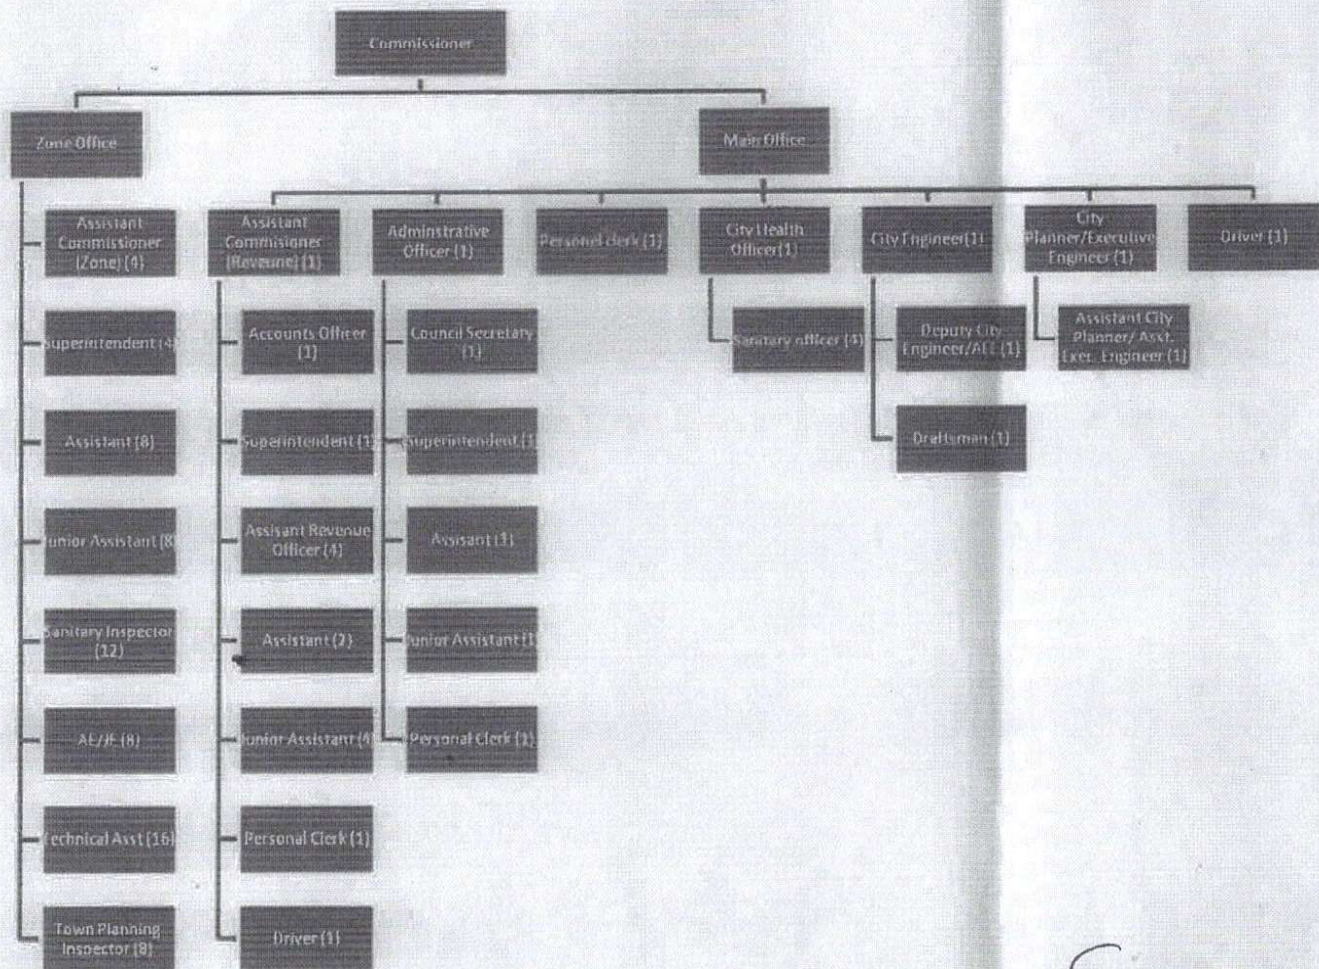 Commissioner
Zone Office
Main Office
Assistant
Commissioner
(Zone) (4)
Superintendent (4)
Assistant (8)
Junior Assistant (8)
Sanitary Inspector
(12)
AE/JE (8)
Technical Asst (16)
Town Planning
Inspector (8)
Assistant
Commisioner
(Reveune) (1)
Accounts Officer
(1)
Superintendent (1)
Assisant Revenue
Officer (4)
Assistant (2)
Junior Assistant (4)
Personal Clerk (1)
Driver (1)
Adminstrative
Officer (1)
Council Secretary
(1)
Superintendent (1)
Assisant (1)
Junior Assistant (1)
Personal Clerk (1)
Personel clerk (1)
City Health
Officer(1)
Sanitary officer (4)
City Engineer(1)
Deputy City
Engineer/AEE (1)
Draftsman (1)
City
Planner/Executive
Engineer (1)
Assistant City
Planner/ Asst.
Exer. Engineer (1)
Driver (1)